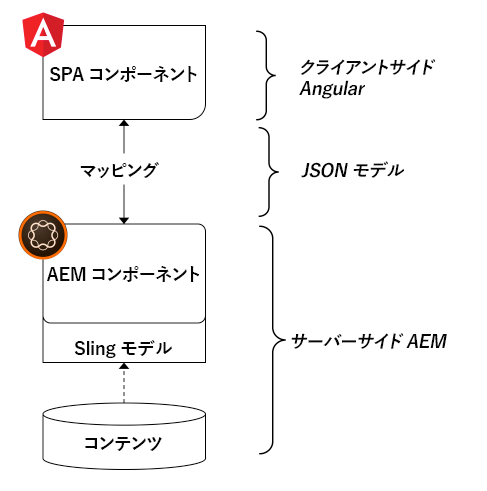 SPA コンポーネント
クライアントサイド
Angular
マッピング
JSON モデル
AEM コンポーネント
Sling モデル
サーバーサイド AEM
コンテンツ